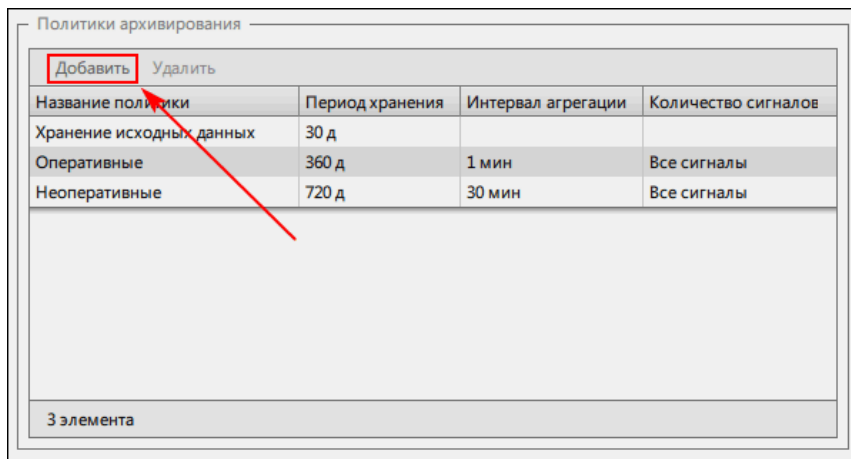 Политики архивирования
Добавить Удалить
Название политики Период хранения Интервал агрегации Количество сигналов
Хранение исходных данных 30 д
Оперативные 360 д 1 мин Все сигналы
Неоперативные 720 д 30 мин Все сигналы
3 элемента